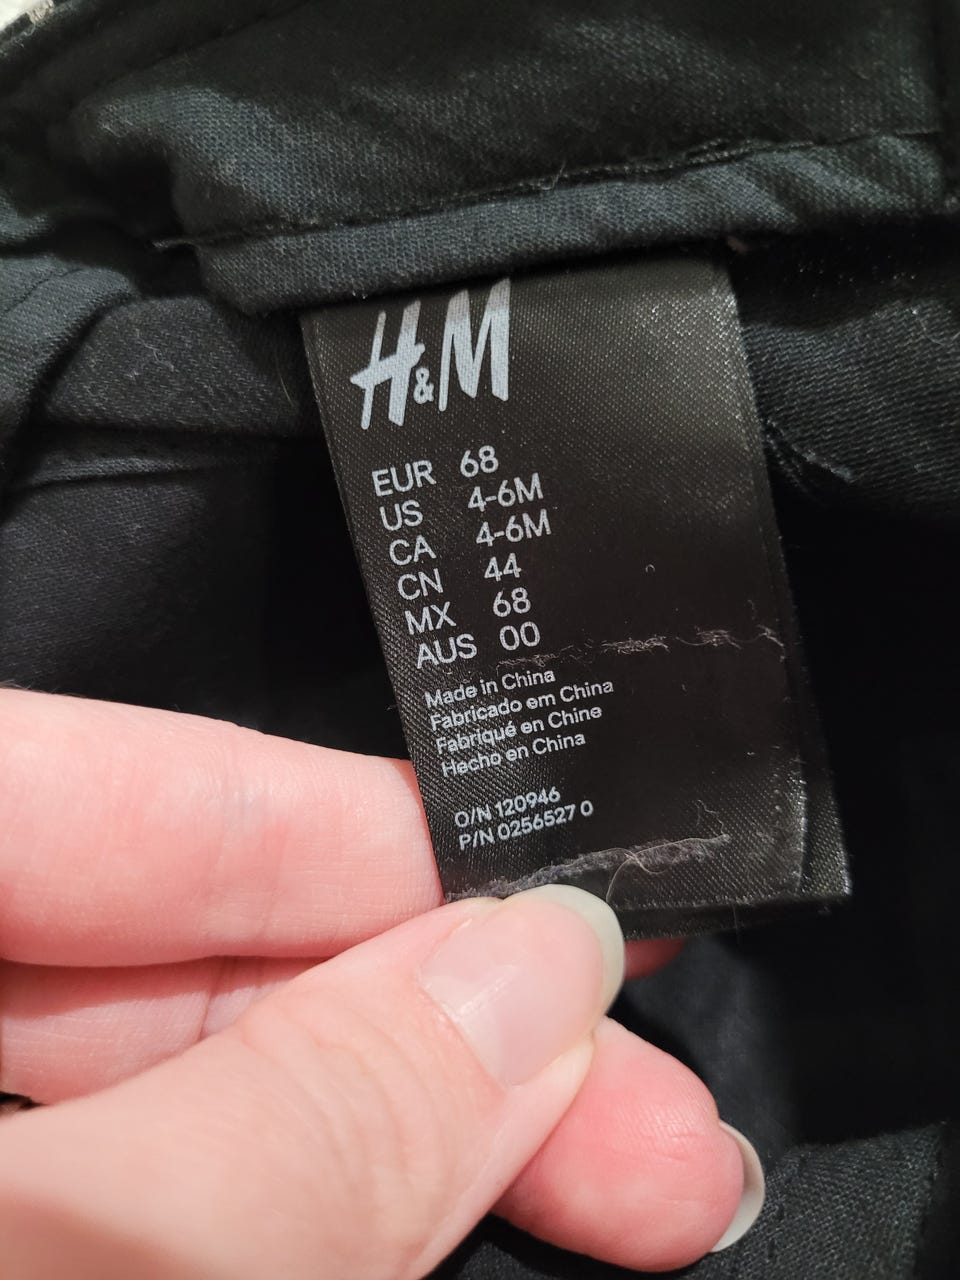 H&M
EUR 68
US 4-6M
CA 4-6M
CN 44
MX 68
AUS 00
Made in China
Fabricado em China
Fabriqué en Chine
Hecho en China
O/N 120946
P/N 0256527 0